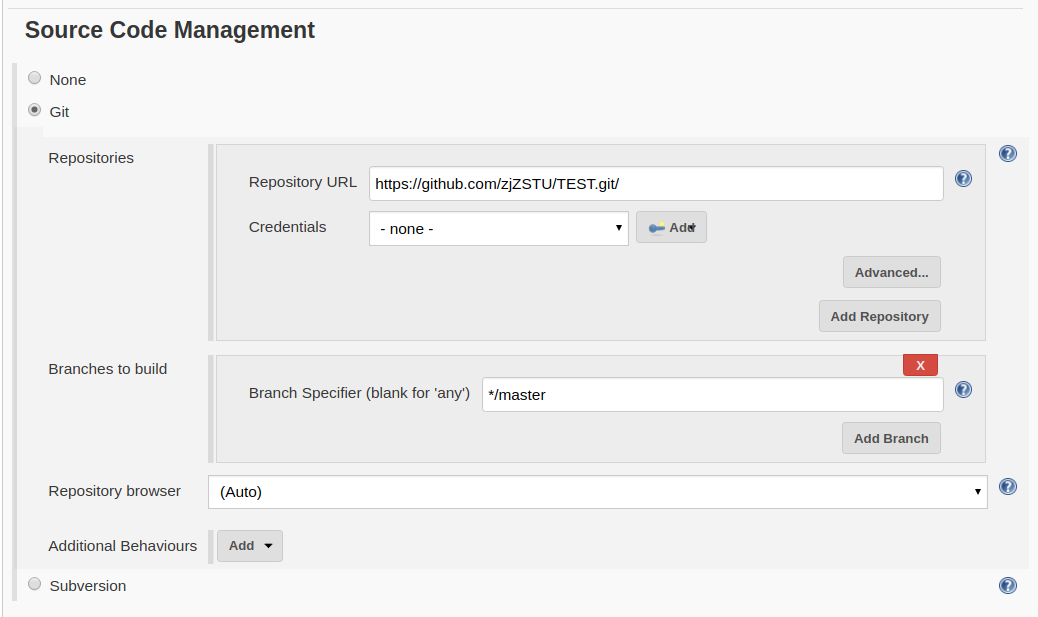 Source Code Management
None
Git
Repositories
Repository URL https://github.com/zjZSTU/TEST.git/
Credentials - none - Add
Advanced...
Add Repository
Branches to build
X
Branch Specifier (blank for 'any') */master
Add Branch
Repository browser (Auto)
Additional Behaviours Add
Subversion